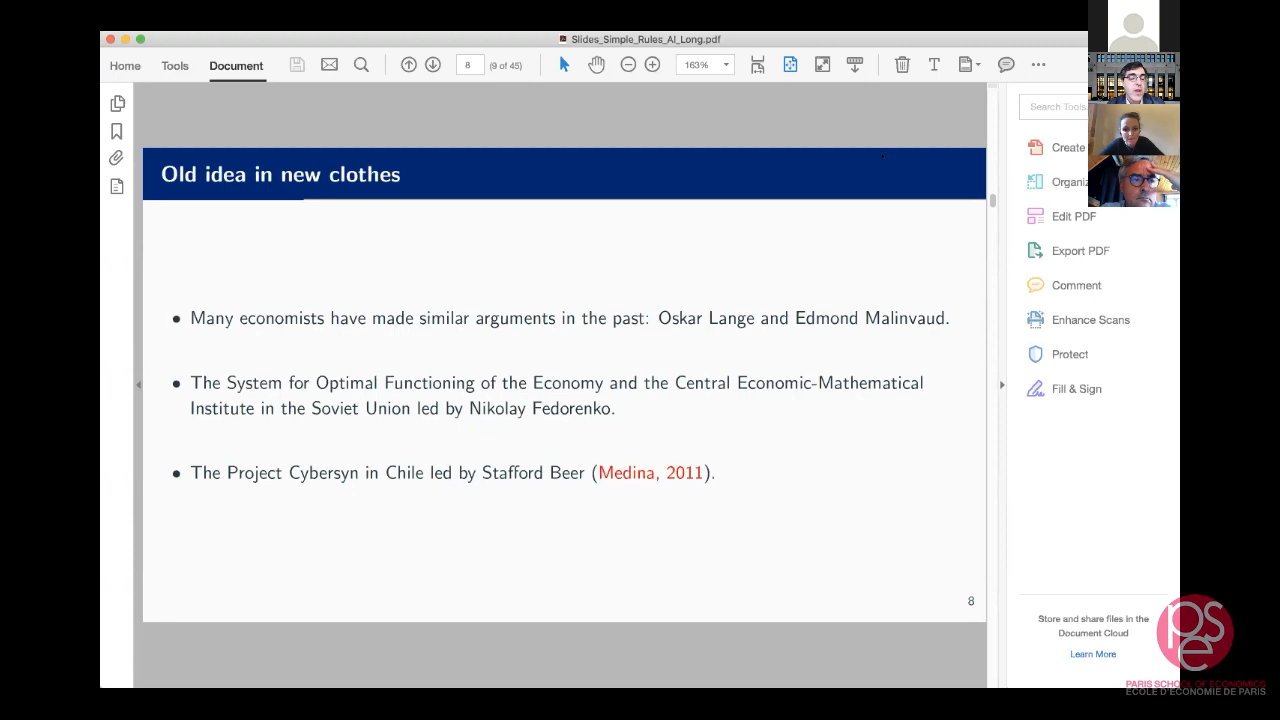 Slides_Simple_Rules_AI_Long.pdf
Home Tools Document 8 (9 of 45) 163%
Old idea in new clothes
• Many economists have made similar arguments in the past: Oskar Lange and Edmond Malinvaud.
• The System for Optimal Functioning of the Economy and the Central Economic-Mathematical
Institute in the Soviet Union led by Nikolay Fedorenko.
• The Project Cybersyn in Chile led by Stafford Beer (Medina, 2011).
8
Search Tools
Create
Organiz
Edit PDF
Export PDF
Comment
Enhance Scans
Protect
Fill & Sign
Store and share files in the
Document Cloud
Learn More
pse
PARIS SCHOOL OF ECONOMICS
ÉCOLE D'ÉCONOMIE DE PARIS